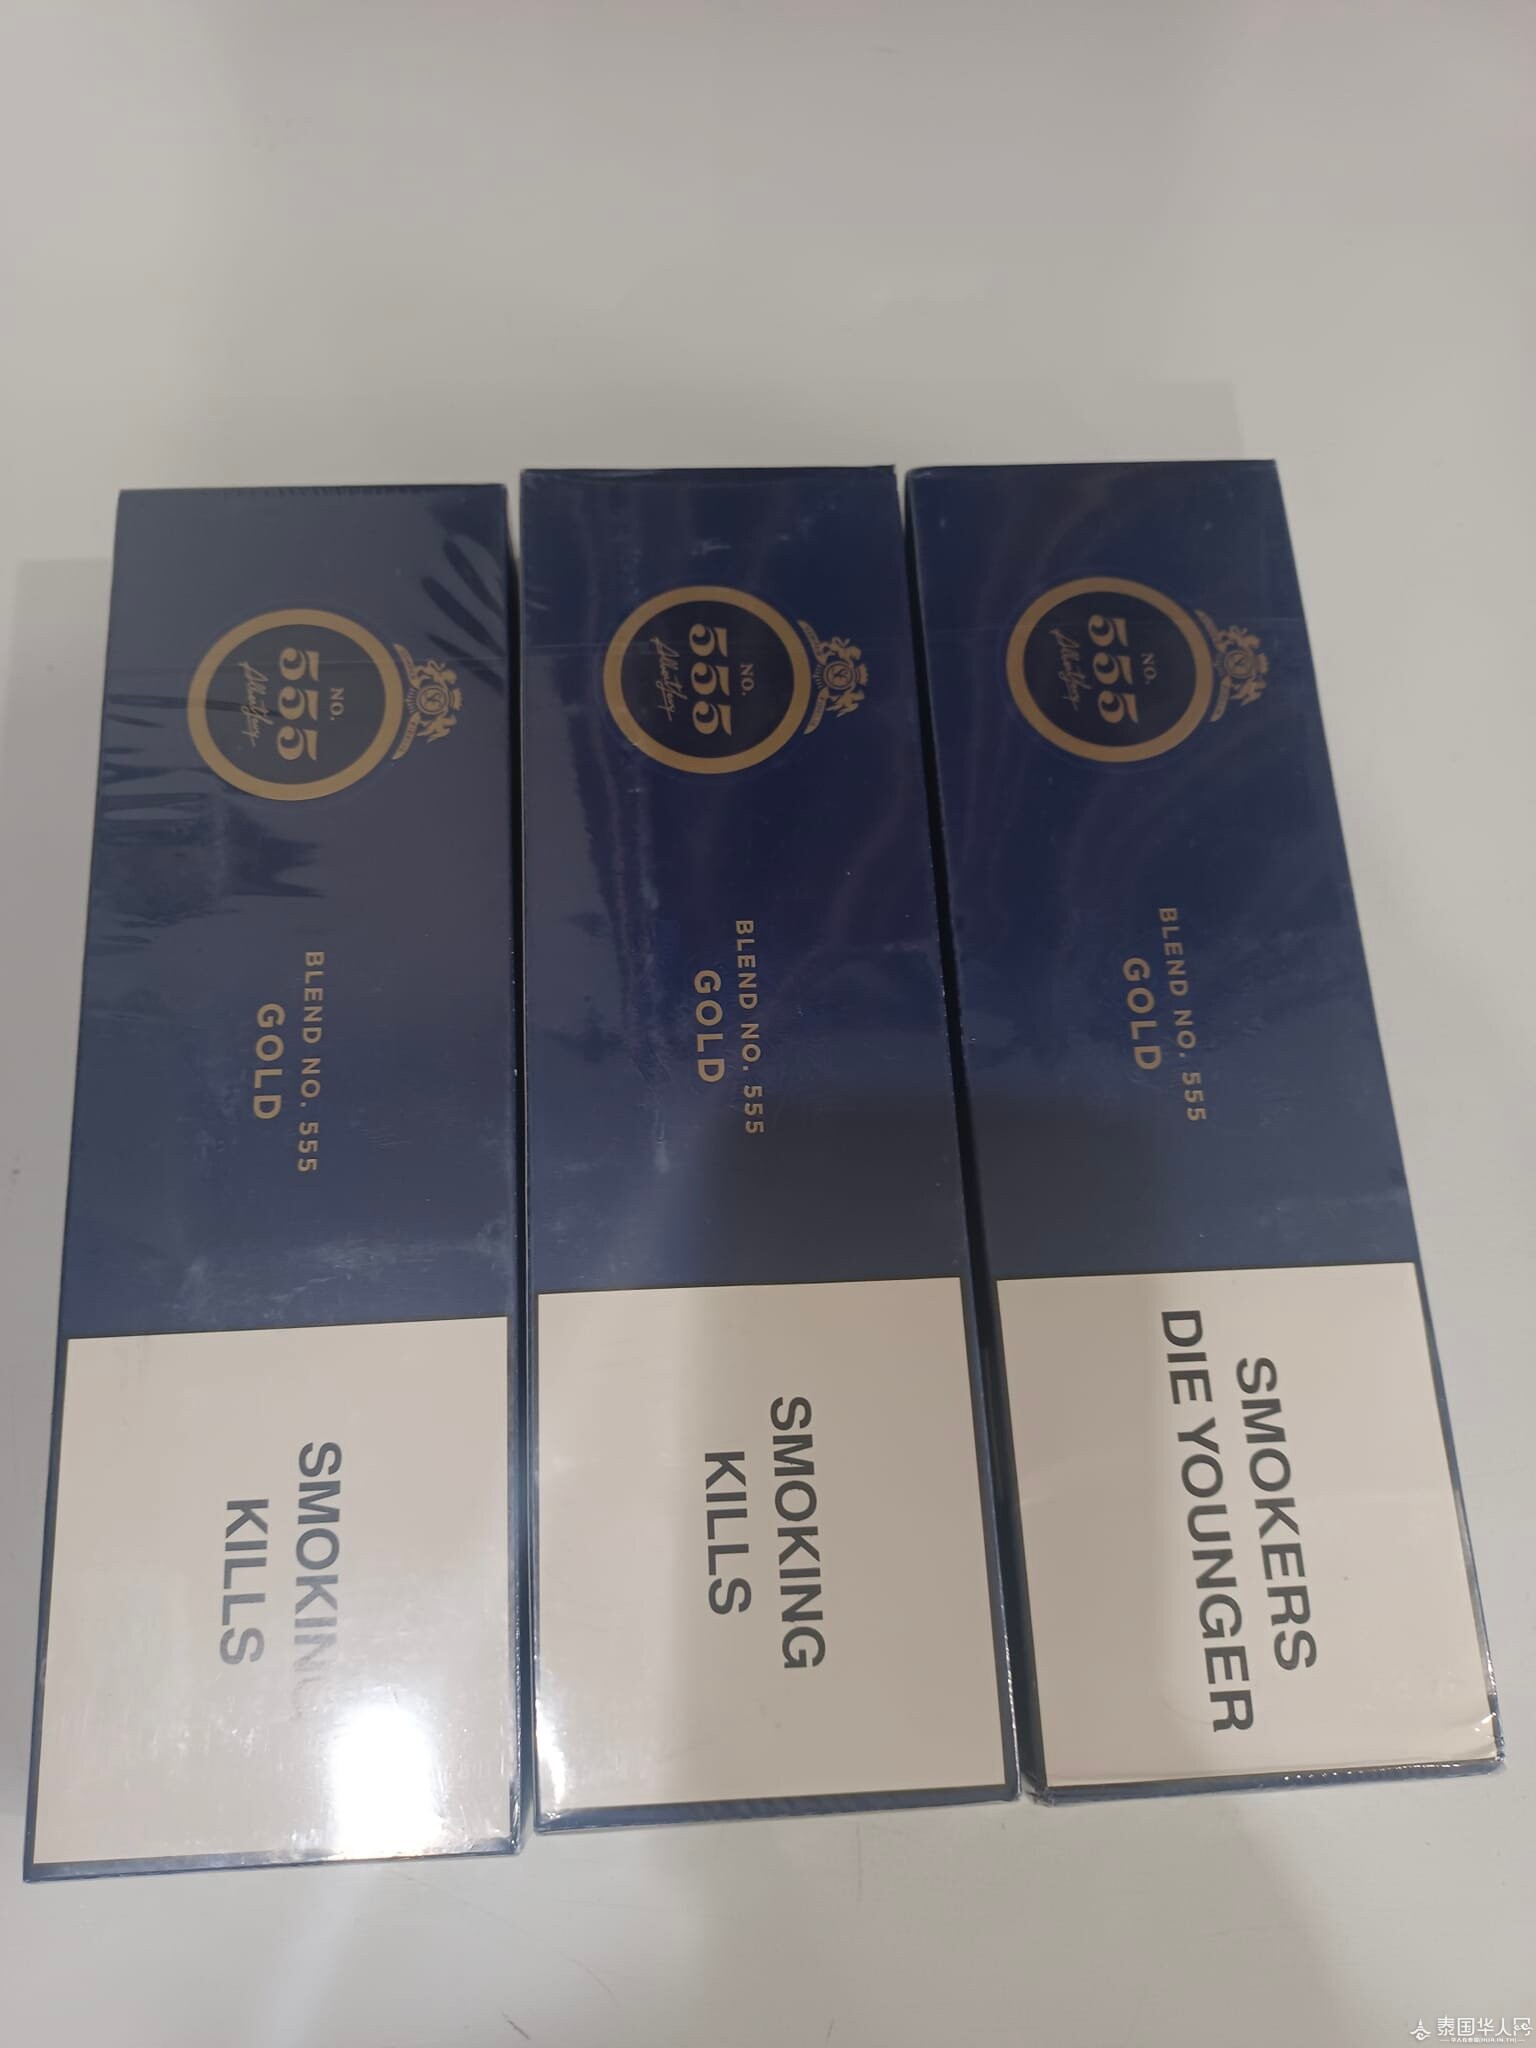 NO.
555
BLEND NO. 555
GOLD
SMOKING
KILLS
NO.
555
BLEND NO. 555
GOLD
SMOKING
KILLS
NO.
555
BLEND NO. 555
GOLD
SMOKERS
DIE YOUNGER
泰国华人网